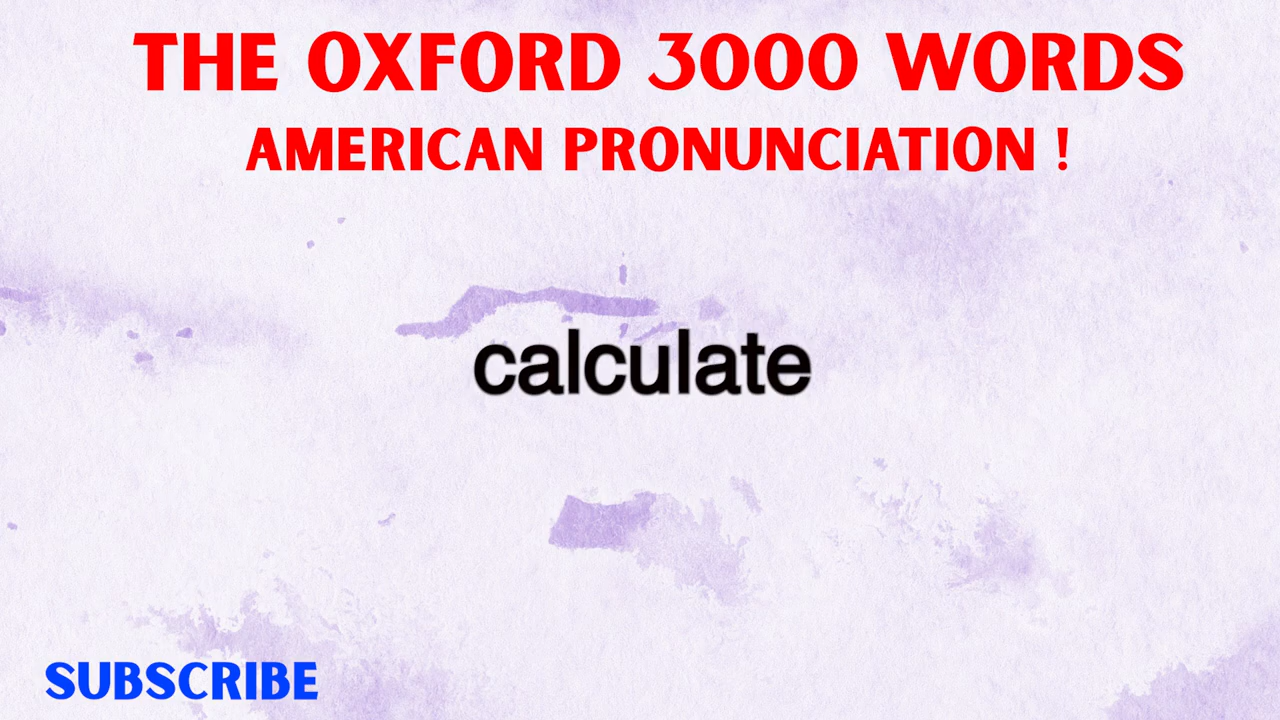 THE OXFORD 3000 WORDS
AMERICAN PRONUNCIATION !
calculate
SUBSCRIBE